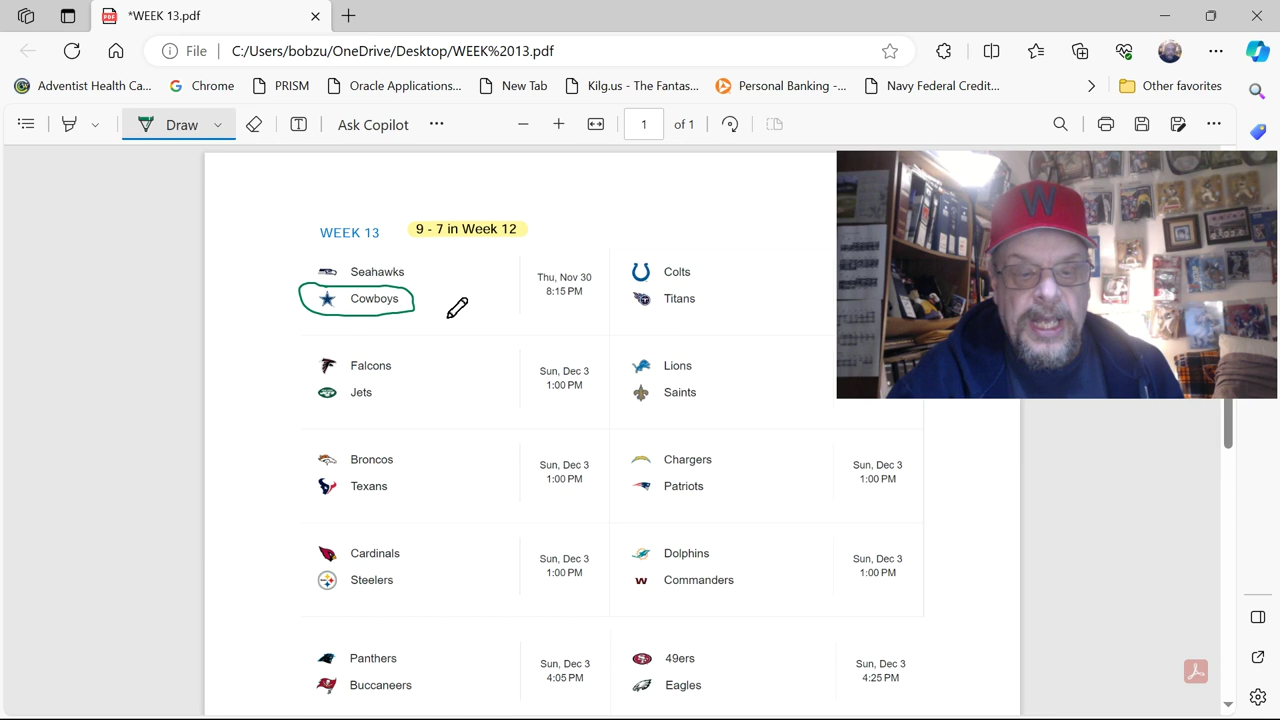 *WEEK 13.pdf
File
C:/Users/bobzu/OneDrive/Desktop/WEEK%2013.pdf
Adventist Health Ca...
Chrome
PRISM
Oracle Applications...
New Tab
Kilg.us - The Fantas...
Personal Banking -...
Navy Federal Credit...
Other favorites
Draw
Ask Copilot
1 of 1
WEEK 13
9 - 7 in Week 12
Seahawks
Cowboys
Thu, Nov 30
8:15 PM
Colts
Titans
Falcons
Jets
Sun, Dec 3
1:00 PM
Lions
Saints
Broncos
Texans
Sun, Dec 3
1:00 PM
Chargers
Patriots
Sun, Dec 3
1:00 PM
Cardinals
Steelers
Sun, Dec 3
1:00 PM
Dolphins
W Commanders
Sun, Dec 3
1:00 PM
Panthers
Buccaneers
Sun, Dec 3
4:05 PM
49ers
Eagles
Sun, Dec 3
4:25 PM
W